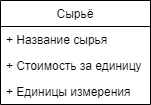 Сырьё
+ Название сырья
+ Стоимость за единицу
+ Единицы измерения